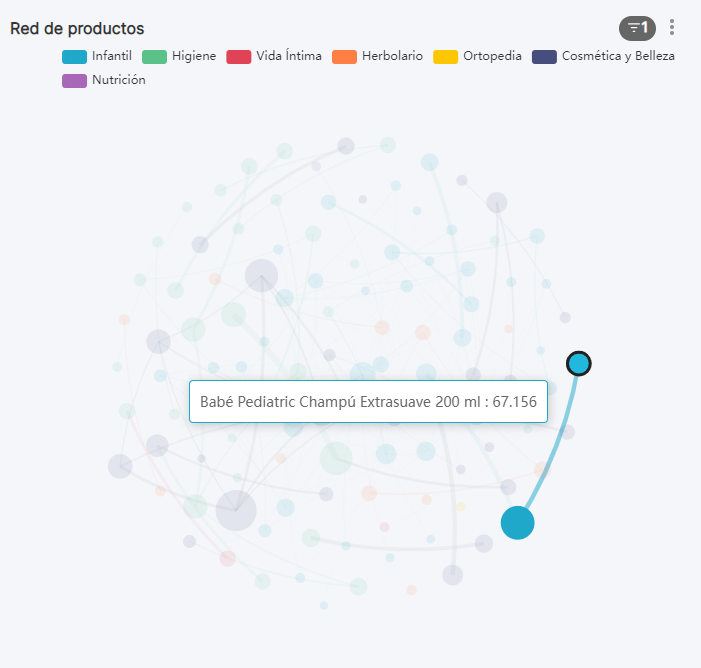 Red de productos
1
Infantil
Higiene
Vida Íntima
Herbolario
Ortopedia
Cosmética y Belleza
Nutrición
Babé Pediatric Champú Extrasuave 200 ml : 67.156